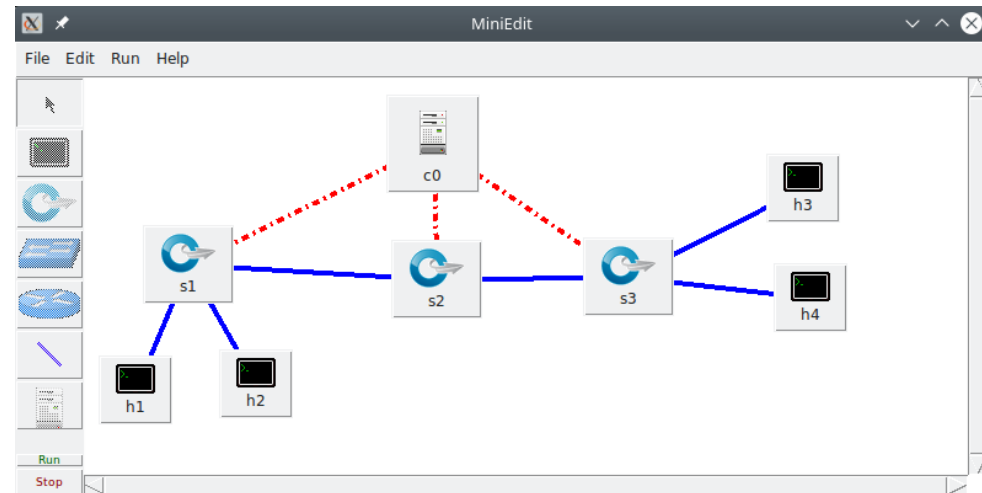 MiniEdit
File Edit Run Help
c0
h3
s1
s2
s3
h4
h1
h2
Run
Stop